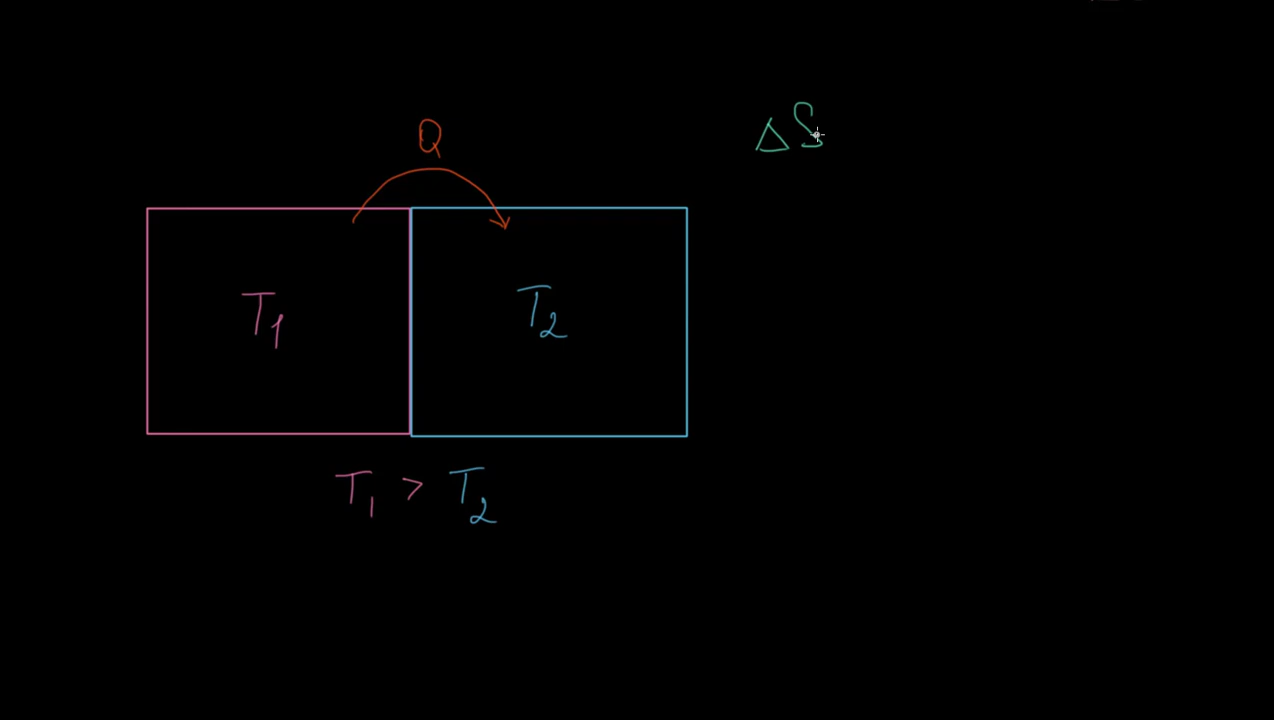 Q
ΔS
T₁
T₂
T₁ > T₂